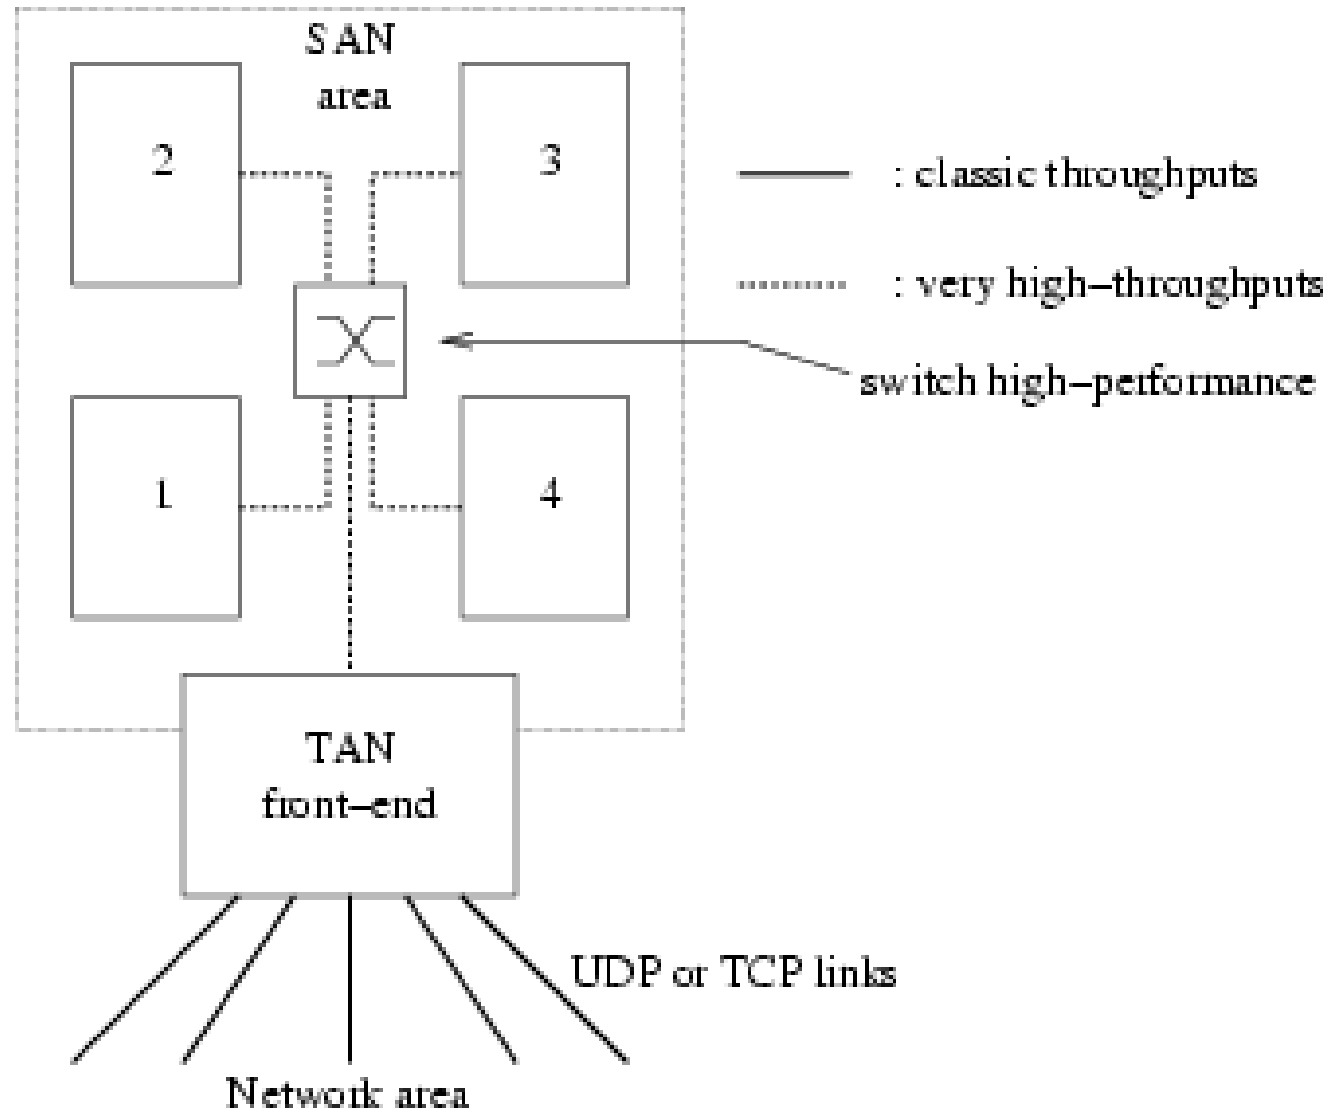 SAN
area
2
3
: classic throughputs
: very high–throughputs
switch high–performance
1
4
TAN
front–end
UDP or TCP links
Network area